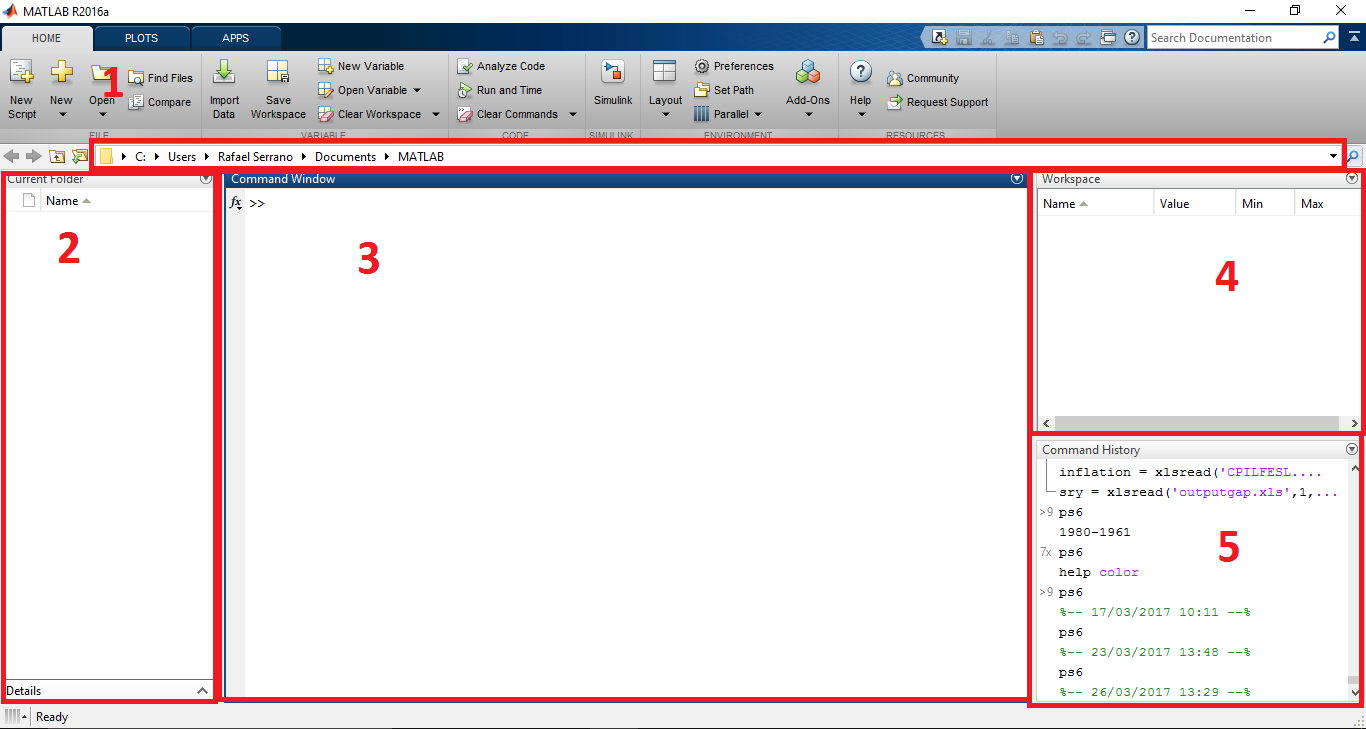 MATLAB R2016a
HOME PLOTS APPS Search Documentation
1
New Script New Open Find Files Compare
FILE
Import Data Save Workspace New Variable Open Variable Clear Workspace
VARIABLE
Analyze Code Run and Time Clear Commands
CODE
Simulink
SIMULINK
Layout Preferences Set Path Parallel Add-Ons
ENVIRONMENT
Help Community Request Support
RESOURCES
C: Users Rafael Serrano Documents MATLAB
Current Folder
Name
2
Details
Command Window
fx >>
3
Workspace
Name Value Min Max
4
Command History
inflation = xlsread('CPILFESL....
sry = xlsread('outputgap.xls',1,...
>9 ps6
1980-1961
7x ps6
help color
>9 ps6
%-- 17/03/2017 10:11 --%
ps6
%-- 23/03/2017 13:48 --%
ps6
%-- 26/03/2017 13:29 --%
5
Ready